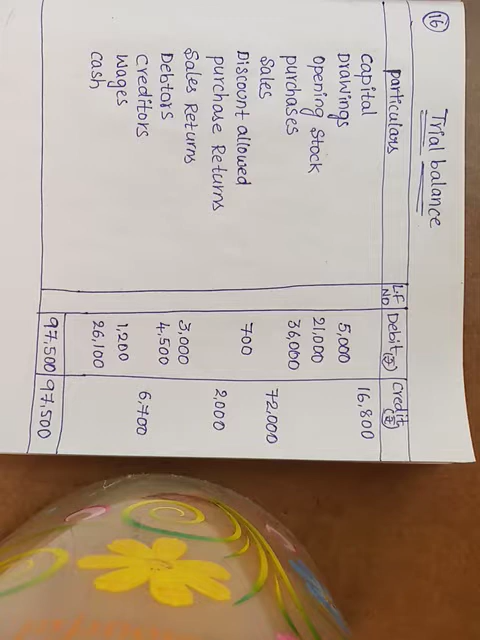 16
Trial balance
particulars L.F NO Debit(₹) Credit(₹)
Capital 16,800
Drawings 5,000
Opening Stock 21,000
purchases 36,000
Sales 72,000
Discount allowed 700
purchase Returns 2,000
Sales Returns 3,000
Debtors 4,500
Creditors 6,700
Wages 1,200
cash 26,100
97,500 97,500